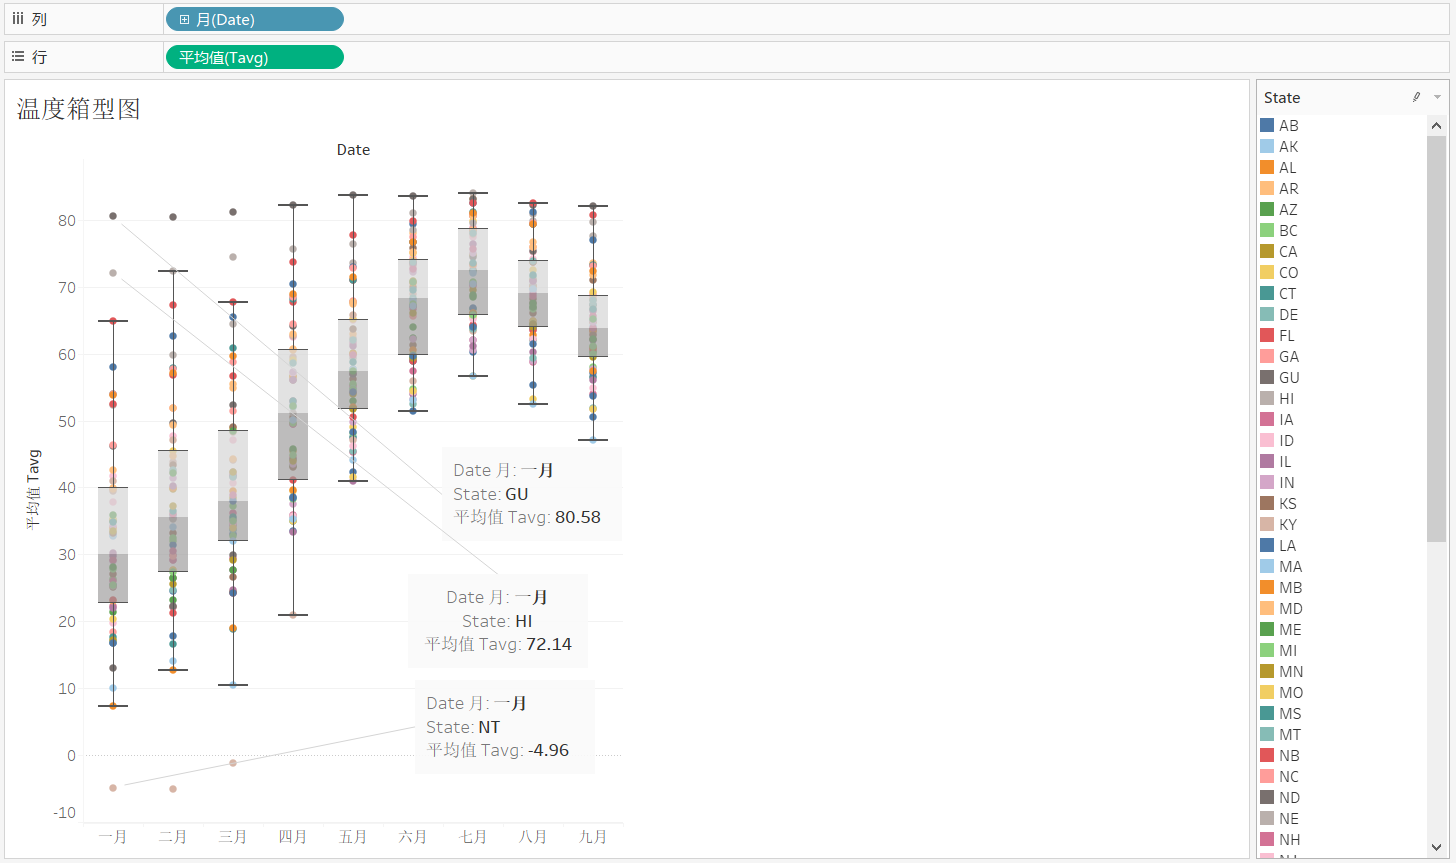 列
月(Date)
行
平均值(Tavg)
温度箱型图
Date
80
70
60
50
40
30
20
10
0
-10
平均值 Tavg
一月
二月
三月
四月
五月
六月
七月
八月
九月
Date 月: 一月
State: GU
平均值 Tavg: 80.58
Date 月: 一月
State: HI
平均值 Tavg: 72.14
Date 月: 一月
State: NT
平均值 Tavg: -4.96
State
AB
AK
AL
AR
AZ
BC
CA
CO
CT
DE
FL
GA
GU
HI
IA
ID
IL
IN
KS
KY
LA
MA
MB
MD
ME
MI
MN
MO
MS
MT
NB
NC
ND
NE
NH